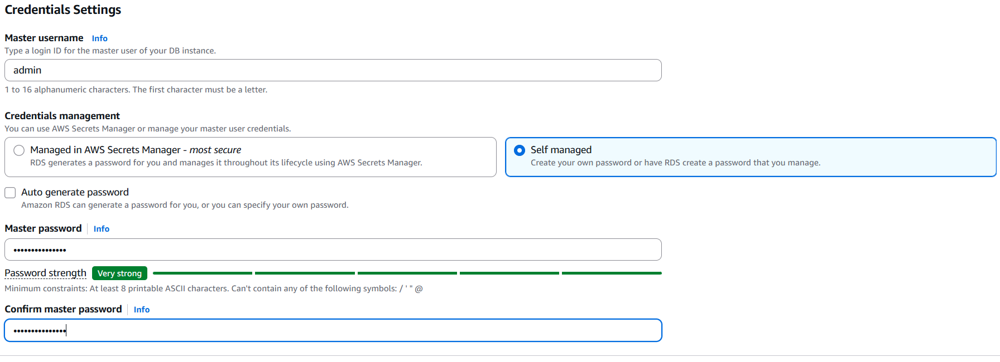 Credentials Settings
Master username Info
Type a login ID for the master user of your DB instance.
admin
1 to 16 alphanumeric characters. The first character must be a letter.
Credentials management
You can use AWS Secrets Manager or manage your master user credentials.
Managed in AWS Secrets Manager - most secure
RDS generates a password for you and manages it throughout its lifecycle using AWS Secrets Manager.
Self managed
Create your own password or have RDS create a password that you manage.
Auto generate password
Amazon RDS can generate a password for you, or you can specify your own password.
Master password Info
•••••••••••••••
Password strength Very strong
Minimum constraints: At least 8 printable ASCII characters. Can't contain any of the following symbols: / ' " @
Confirm master password Info
•••••••••••••••